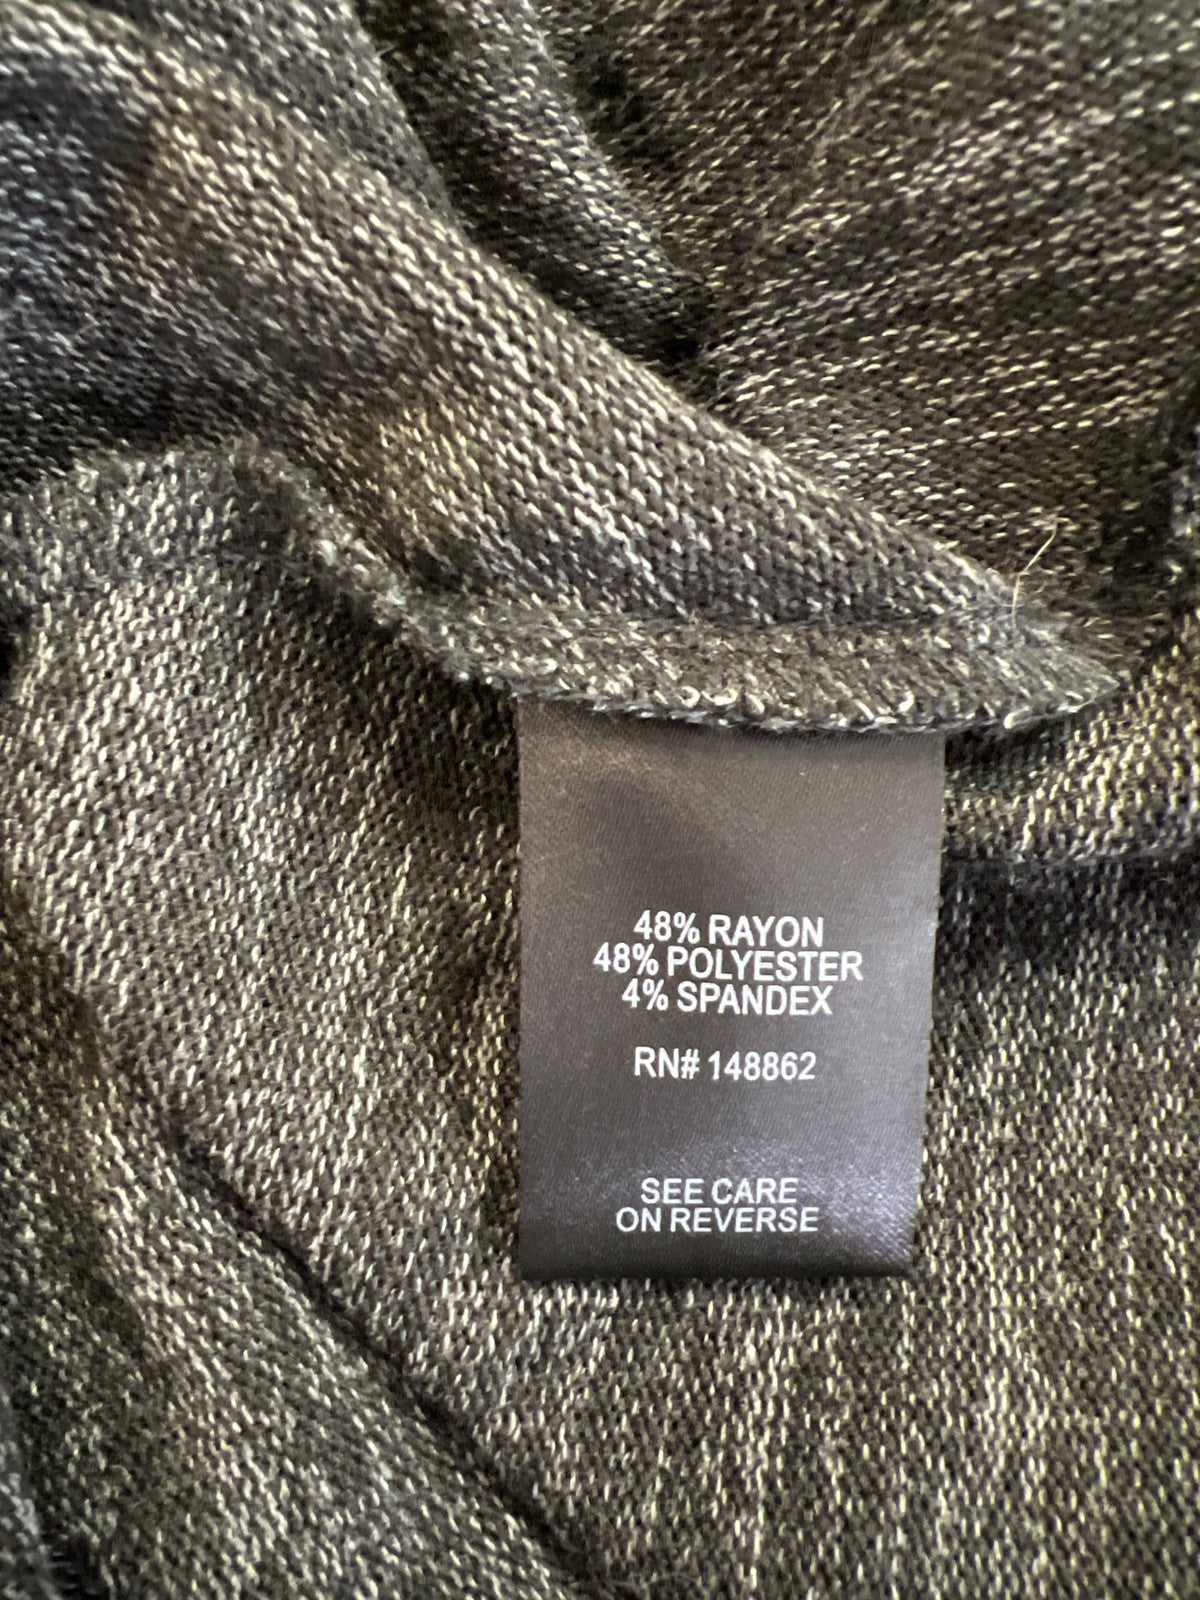 48% RAYON
48% POLYESTER
4% SPANDEX
RN# 148862
SEE CARE
ON REVERSE